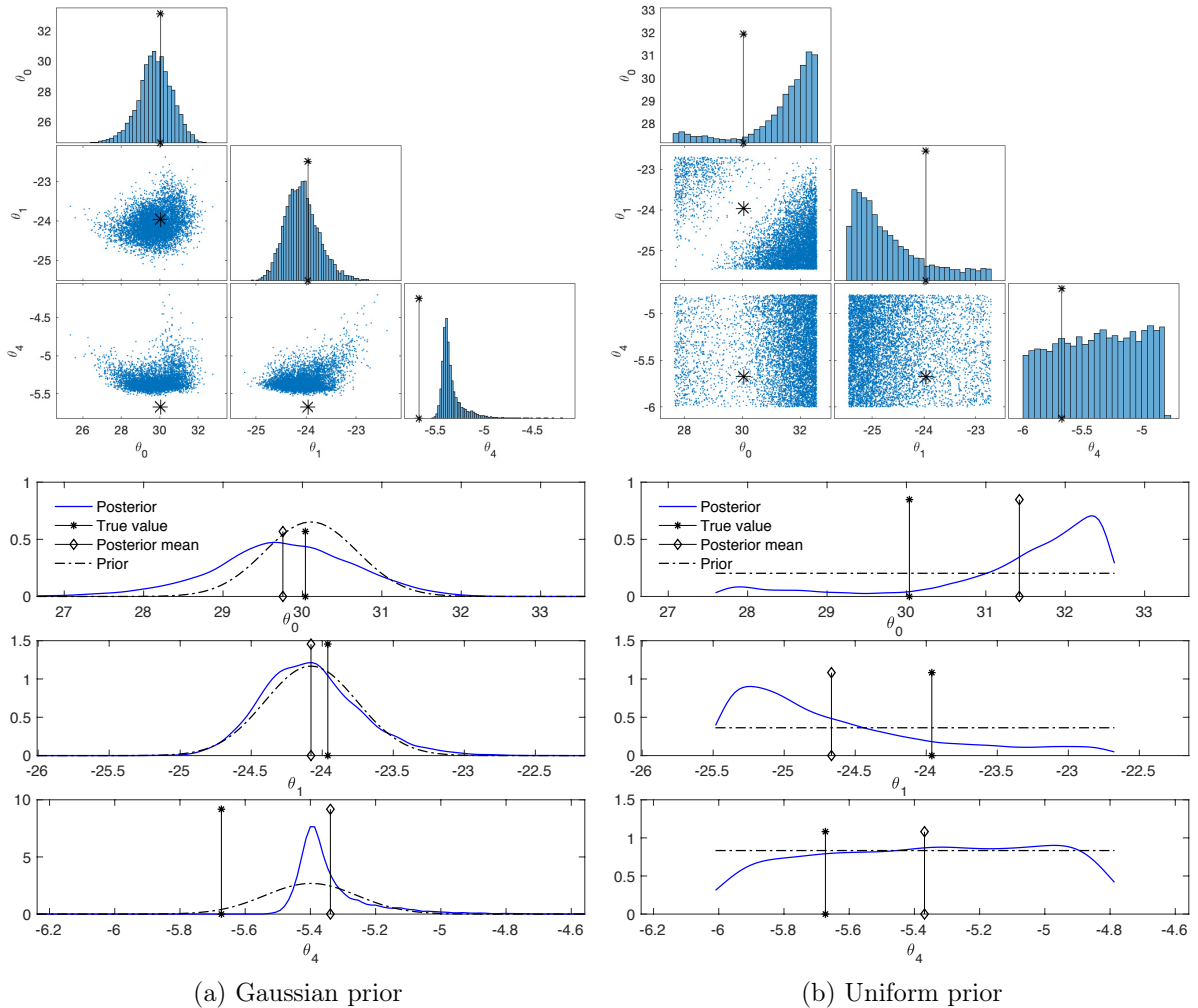 33
32
31
30
29
28
26
θ0
-23
-24
-25
θ1
-4.5
-5
-5.5
θ4
28 30 32
θ0
-25 -24 -23
θ1
-5.5 -5 -4.5
θ4
33
32
31
30
29
28
θ0
-23
-24
-25
θ1
-5
-5.5
-6
θ4
28 30 32
θ0
-25 -24 -23
θ1
-6 -5.5 -5
θ4
1
0.5
0
Posterior
True value
Posterior mean
Prior
27 28 29 30 31 32 33
θ0
1.5
1
0.5
0
-26 -25.5 -25 -24.5 -24 -23.5 -23 -22.5
θ1
10
5
0
-6.2 -6 -5.8 -5.6 -5.4 -5.2 -5 -4.8 -4.6
θ4
1
0.5
0
Posterior
True value
Posterior mean
Prior
27 28 29 30 31 32 33
θ0
1.5
1
0.5
0
-26 -25.5 -25 -24.5 -24 -23.5 -23 -22.5
θ1
1.5
1
0.5
0
-6.2 -6 -5.8 -5.6 -5.4 -5.2 -5 -4.8 -4.6
θ4
(a) Gaussian prior
(b) Uniform prior